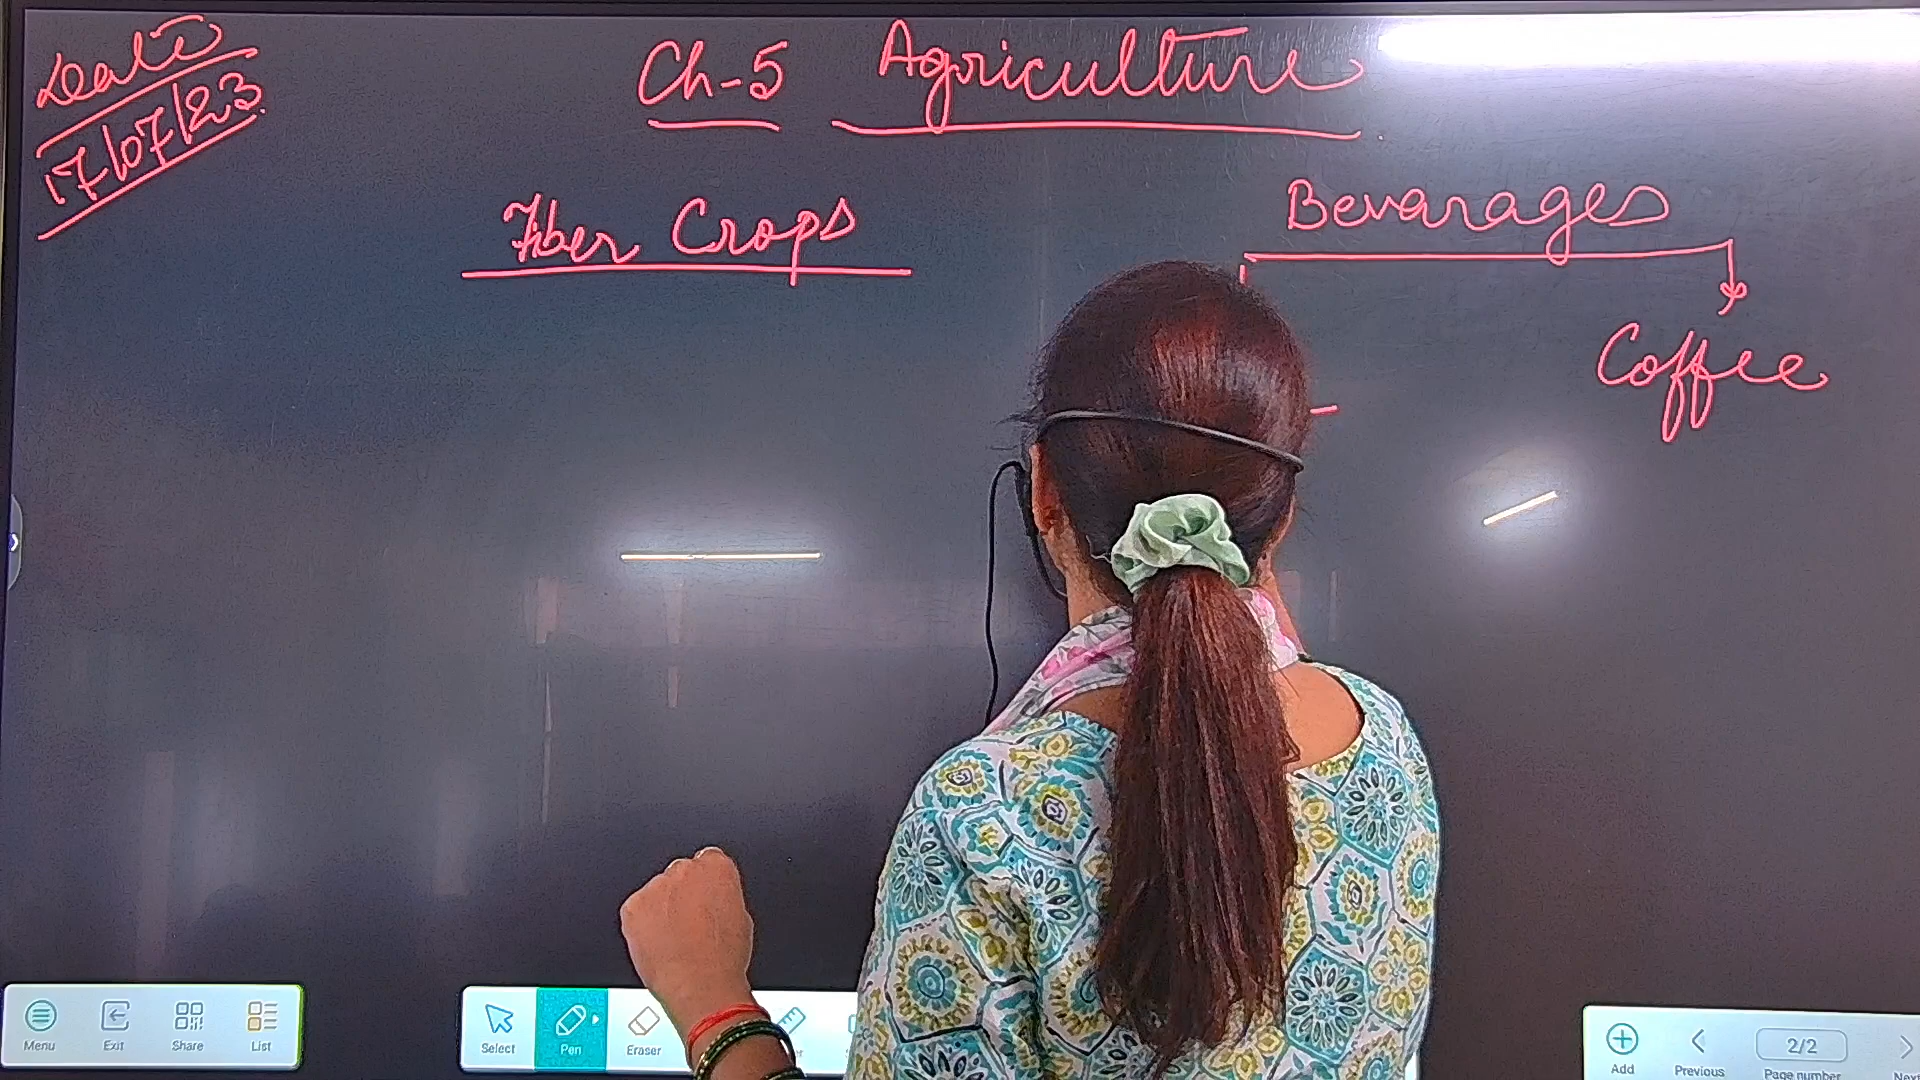 Date
17/07/23.
Ch-5 Agriculture
Fiber Crops
Bevarages
Coffee
Menu Exit Share List
Select Pen Eraser
Add Previous 2/2 Page number Next